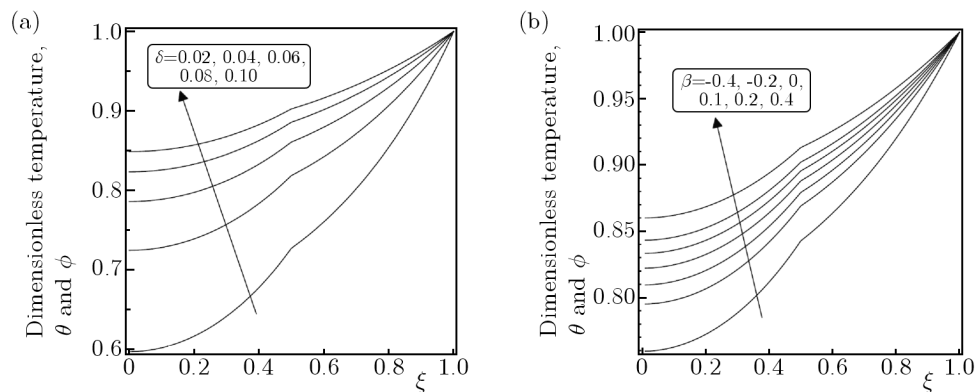 (a)
1.0
0.9
0.8
0.7
0.6
0
0.2
0.4
0.6
0.8
1.0
ξ
Dimensionless temperature,
θ and ϕ
δ=0.02, 0.04, 0.06,
0.08, 0.10
(b)
1.00
0.95
0.90
0.85
0.80
0
0.2
0.4
0.6
0.8
1.0
ξ
Dimensionless temperature,
θ and ϕ
β=-0.4, -0.2, 0,
0.1, 0.2, 0.4